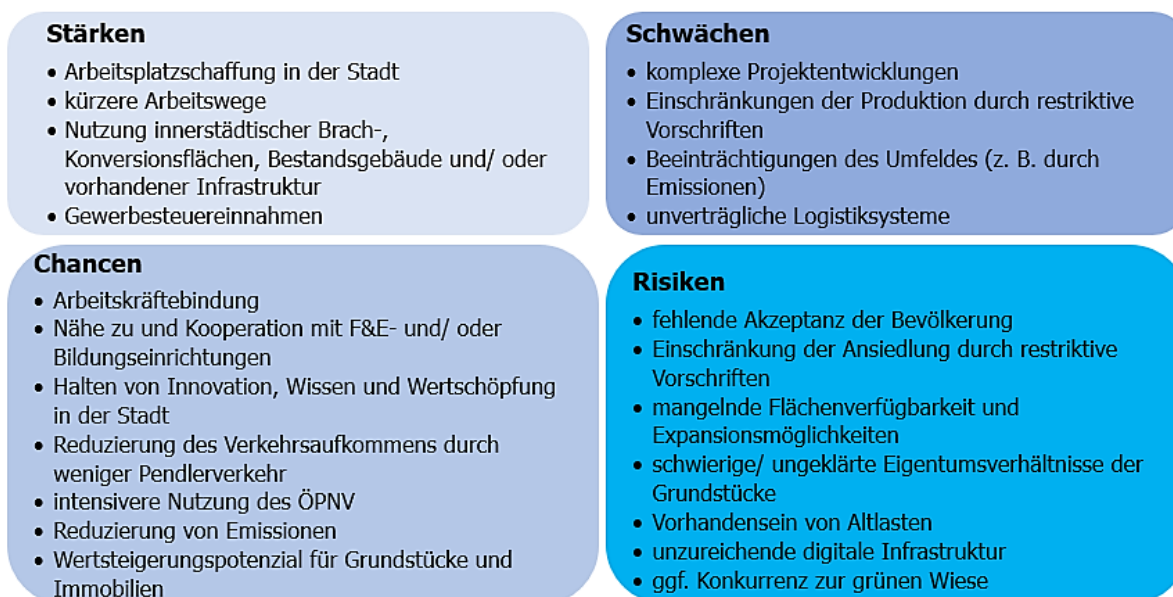 Stärken
• Arbeitsplatzschaffung in der Stadt
• kürzere Arbeitswege
• Nutzung innerstädtischer Brach-,
Konversionsflächen, Bestandsgebäude und/ oder
vorhandener Infrastruktur
• Gewerbesteuereinnahmen
Schwächen
• komplexe Projektentwicklungen
• Einschränkungen der Produktion durch restriktive
Vorschriften
• Beeinträchtigungen des Umfeldes (z. B. durch
Emissionen)
• unverträgliche Logistiksysteme
Chancen
• Arbeitskräftebindung
• Nähe zu und Kooperation mit F&E- und/ oder
Bildungseinrichtungen
• Halten von Innovation, Wissen und Wertschöpfung
in der Stadt
• Reduzierung des Verkehrsaufkommens durch
weniger Pendlerverkehr
• intensivere Nutzung des ÖPNV
• Reduzierung von Emissionen
• Wertsteigerungspotenzial für Grundstücke und
Immobilien
Risiken
• fehlende Akzeptanz der Bevölkerung
• Einschränkung der Ansiedlung durch restriktive
Vorschriften
• mangelnde Flächenverfügbarkeit und
Expansionsmöglichkeiten
• schwierige/ ungeklärte Eigentumsverhältnisse der
Grundstücke
• Vorhandensein von Altlasten
• unzureichende digitale Infrastruktur
• ggf. Konkurrenz zur grünen Wiese